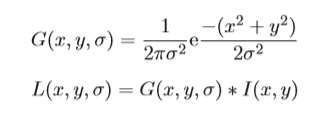 G(x, y, σ) = 1/(2πσ²) e −(x² + y²)/(2σ²)
L(x, y, σ) = G(x, y, σ) ∗ I(x, y)